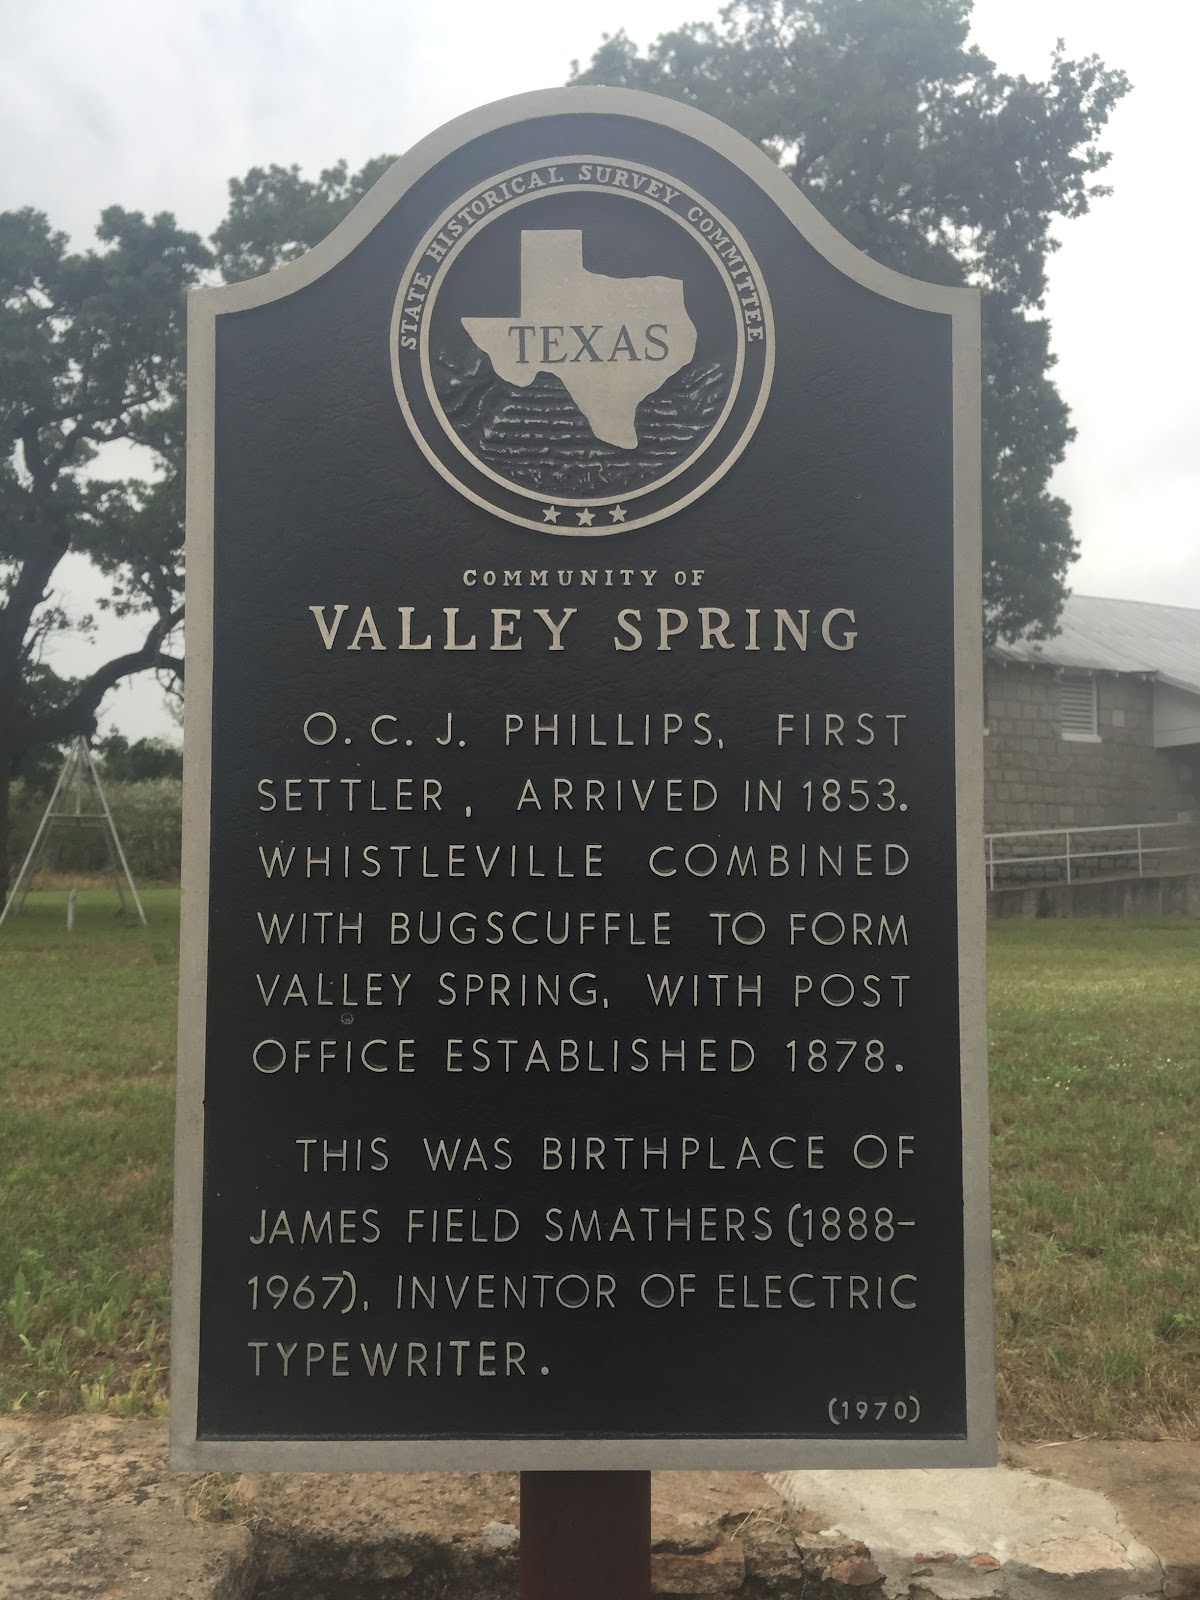 STATE HISTORICAL SURVEY COMMITTEE
TEXAS
COMMUNITY OF
VALLEY SPRING
O. C. J. PHILLIPS, FIRST
SETTLER, ARRIVED IN 1853.
WHISTLEVILLE COMBINED
WITH BUGSCUFFLE TO FORM
VALLEY SPRING, WITH POST
OFFICE ESTABLISHED 1878.
THIS WAS BIRTHPLACE OF
JAMES FIELD SMATHERS (1888-
1967), INVENTOR OF ELECTRIC
TYPEWRITER.
(1970)